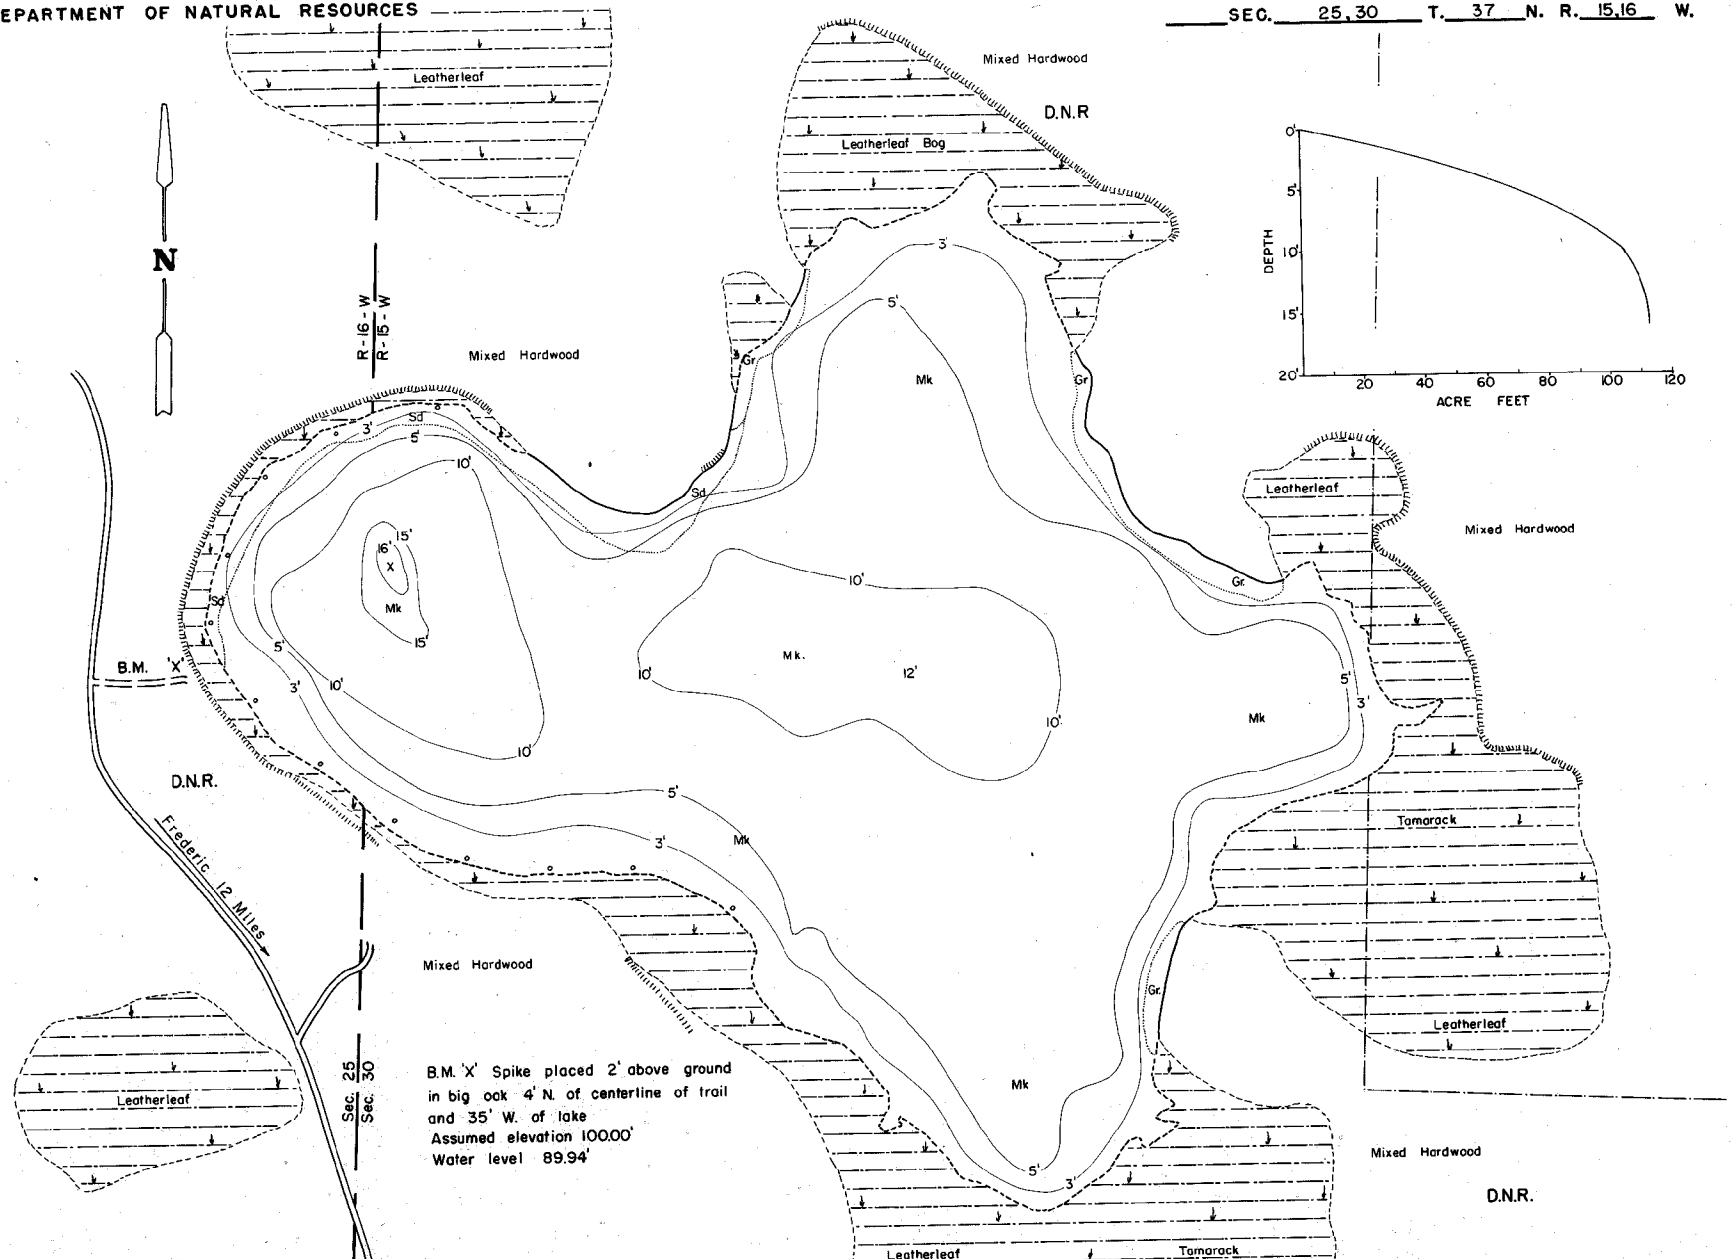 EPARTMENT OF NATURAL RESOURCES
SEC. 25,30 T. 37 N. R. 15,16 W.
Leatherleaf
Mixed Hardwood
D.N.R
Leatherleaf Bog
N
R-16-W
R-15-W
Mixed Hardwood
0'
5'
10'
15'
20'
DEPTH
20
40
60
80
100
120
ACRE FEET
3'
5'
Mk
Gr
Gr
Sd
3'
5'
10'
Sd
Leatherleaf
Mixed Hardwood
16'
15'
X
Mk
15'
Sd
10'
Gr.
B.M. 'X'
5'
3'
10'
10'
Mk.
10'
12'
10'
Mk
5'
3'
D.N.R.
Frederic 12 Miles
5'
3'
Mk
Tamarack
Mixed Hardwood
Gr.
Leatherleaf
Leatherleaf
Sec. 25
Sec. 30
B.M. 'X' Spike placed 2' above ground
in big oak 4' N. of centerline of trail
and 35' W. of lake
Assumed elevation 100.00'
Water level 89.94'
Mk
5'
3'
Mixed Hardwood
D.N.R.
Leatherleaf
Tamarack